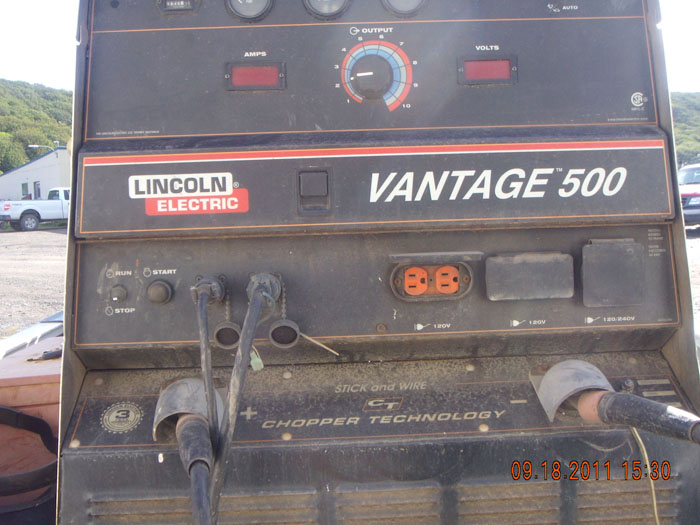 AUTO
AMPS
OUTPUT
VOLTS
1 2 3 4 5 6 7 8 9 10
LINCOLN®
ELECTRIC
VANTAGE™ 500
RUN
START
STOP
120V
120V
120/240V
STICK and WIRE
CT
CHOPPER TECHNOLOGY
3
+
-
09.18.2011 15:30